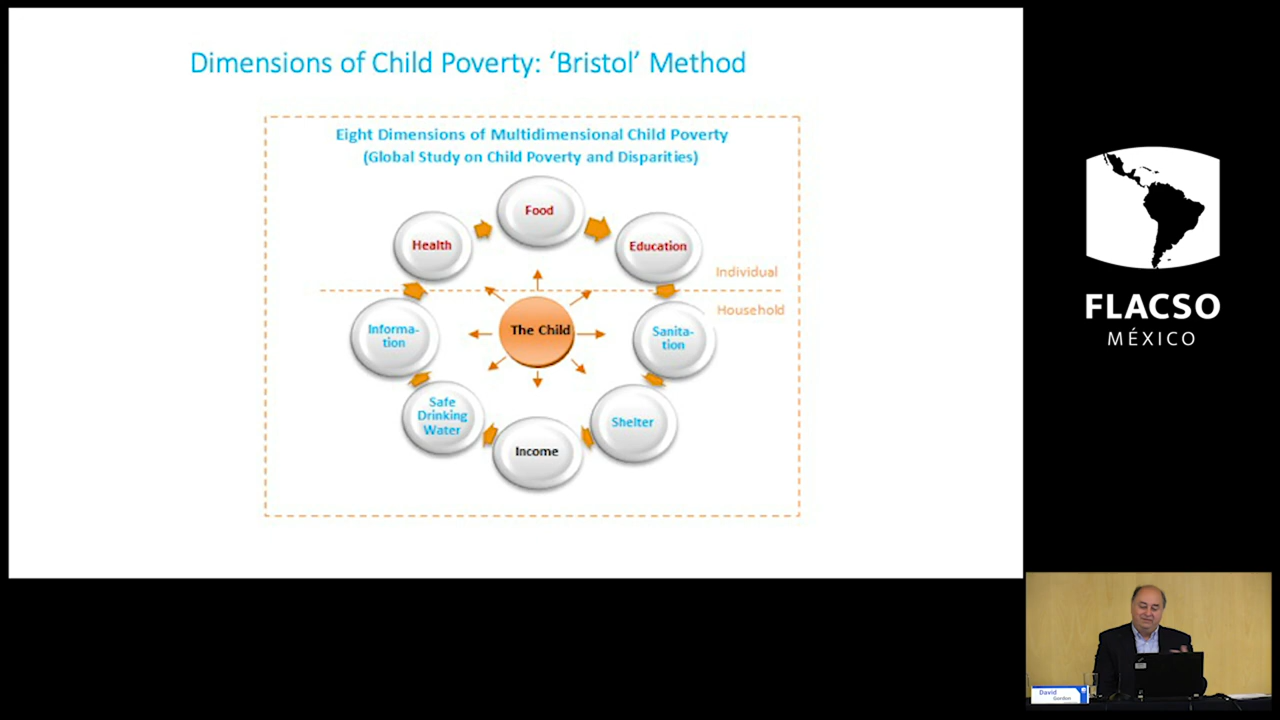 Dimensions of Child Poverty: ‘Bristol’ Method
Eight Dimensions of Multidimensional Child Poverty
(Global Study on Child Poverty and Disparities)
Food
Health
Education
Individual
Household
Informa-
tion
The Child
Sanita-
tion
Safe
Drinking
Water
Shelter
Income
FLACSO
MÉXICO
David
Gordon